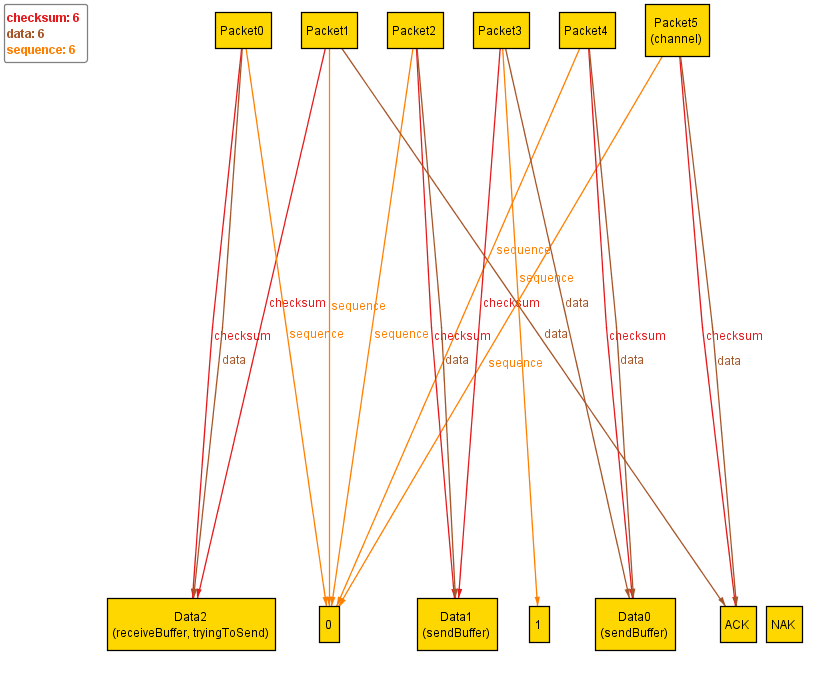 checksum: 6
data: 6
sequence: 6
Packet0
Packet1
Packet2
Packet3
Packet4
Packet5
(channel)
sequence
sequence
checksum
sequence
checksum
data
checksum
sequence
sequence
checksum
data
checksum
checksum
data
data
data
sequence
data
Data2
(receiveBuffer, tryingToSend)
0
Data1
(sendBuffer)
1
Data0
(sendBuffer)
ACK
NAK